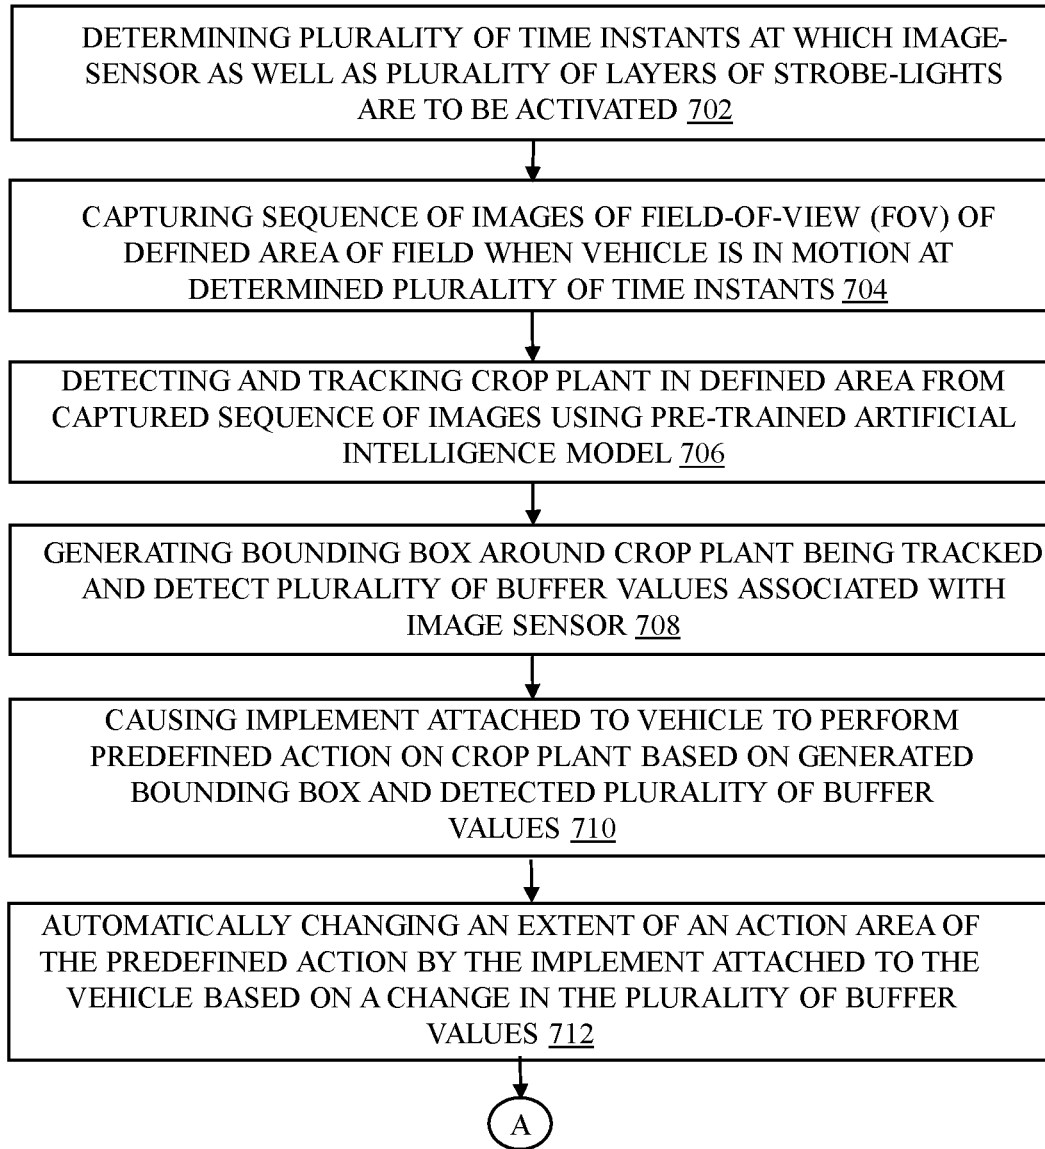 DETERMINING PLURALITY OF TIME INSTANTS AT WHICH IMAGE-
SENSOR AS WELL AS PLURALITY OF LAYERS OF STROBE-LIGHTS
ARE TO BE ACTIVATED 702
CAPTURING SEQUENCE OF IMAGES OF FIELD-OF-VIEW (FOV) OF
DEFINED AREA OF FIELD WHEN VEHICLE IS IN MOTION AT
DETERMINED PLURALITY OF TIME INSTANTS 704
DETECTING AND TRACKING CROP PLANT IN DEFINED AREA FROM
CAPTURED SEQUENCE OF IMAGES USING PRE-TRAINED ARTIFICIAL
INTELLIGENCE MODEL 706
GENERATING BOUNDING BOX AROUND CROP PLANT BEING TRACKED
AND DETECT PLURALITY OF BUFFER VALUES ASSOCIATED WITH
IMAGE SENSOR 708
CAUSING IMPLEMENT ATTACHED TO VEHICLE TO PERFORM
PREDEFINED ACTION ON CROP PLANT BASED ON GENERATED
BOUNDING BOX AND DETECTED PLURALITY OF BUFFER
VALUES 710
AUTOMATICALLY CHANGING AN EXTENT OF AN ACTION AREA OF
THE PREDEFINED ACTION BY THE IMPLEMENT ATTACHED TO THE
VEHICLE BASED ON A CHANGE IN THE PLURALITY OF BUFFER
VALUES 712
A